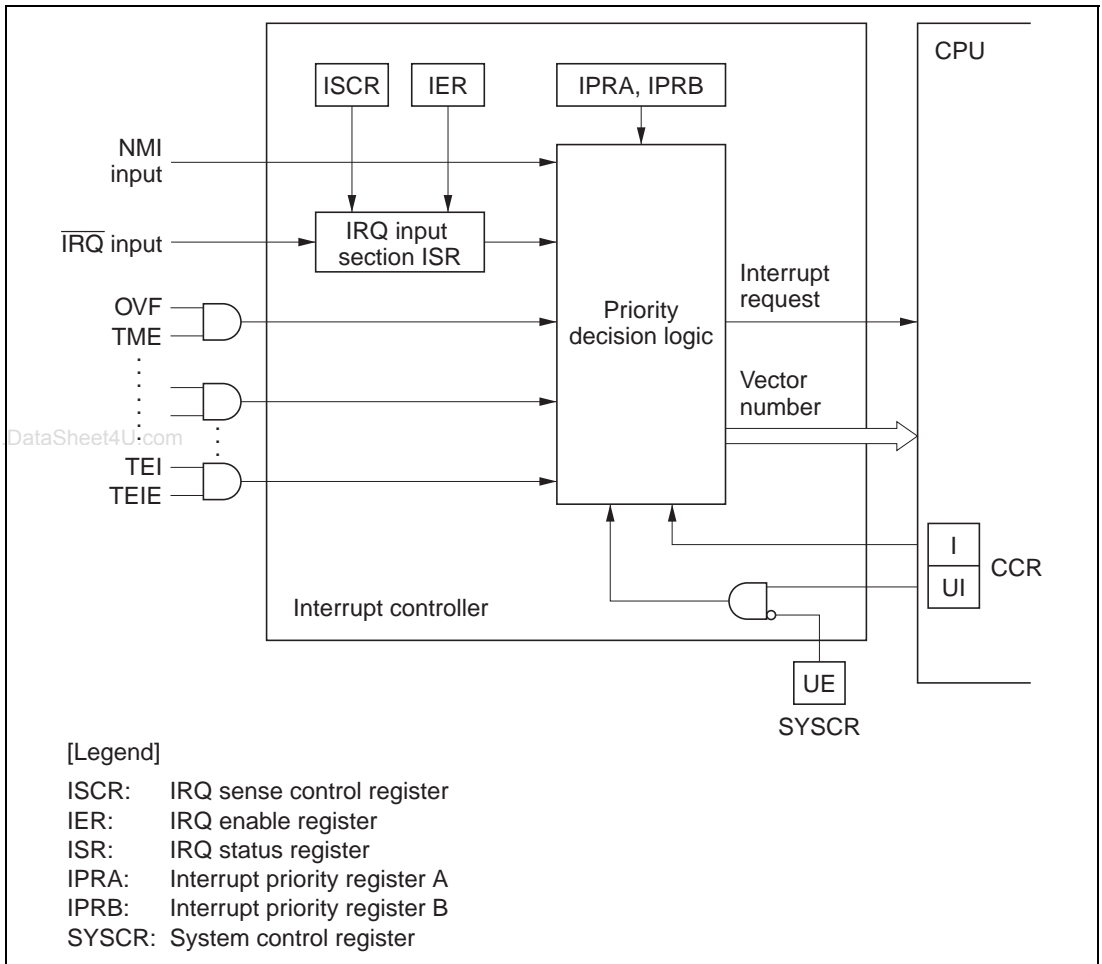 CPU
ISCR
IER
IPRA, IPRB
NMI
input
IRQ input
IRQ input
section ISR
OVF
TME
Priority
decision logic
Interrupt
request
Vector
number
.DataSheet4U.com
TEI
TEIE
I
UI
CCR
Interrupt controller
UE
SYSCR
[Legend]
ISCR: IRQ sense control register
IER: IRQ enable register
ISR: IRQ status register
IPRA: Interrupt priority register A
IPRB: Interrupt priority register B
SYSCR: System control register